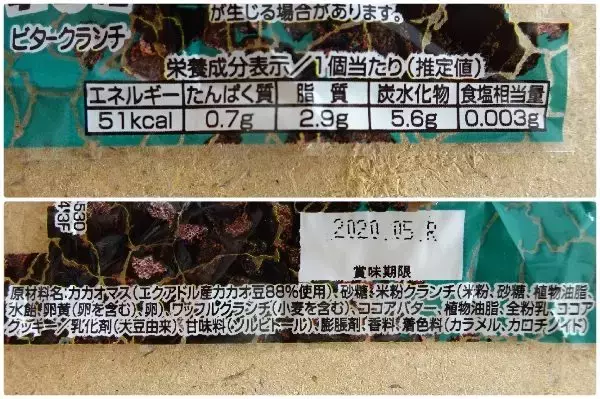 が生じる場合があります。
ビタークランチ
栄養成分表示／1個当たり(推定値)
エネルギー たんぱく質 脂質 炭水化物 食塩相当量
51kcal 0.7g 2.9g 5.6g 0.003g
530
43F
2020.05.R
賞味期限
原材料名:カカオマス(エクアドル産カカオ豆88%使用)、砂糖、米粉クランチ(米粉、砂糖、植物油脂、
水飴、卵黄(卵を含む)、卵)、ワッフルクランチ(小麦を含む)、ココアバター、植物油脂、全粉乳、ココア
クッキー／乳化剤(大豆由来)、甘味料(ソルビトール)、膨脹剤、香料、着色料(カラメル、カロチノイド)